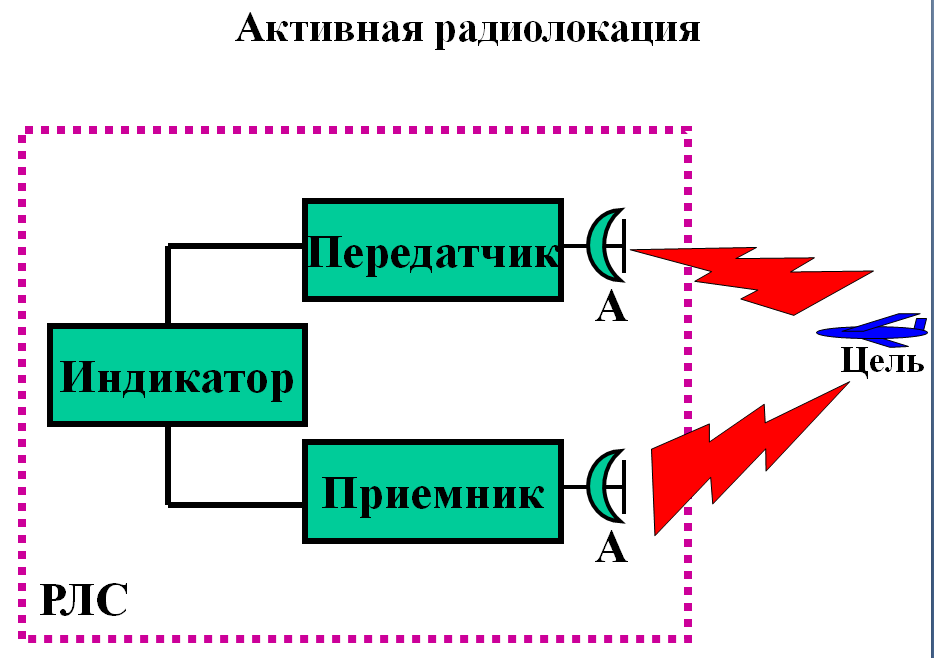 Активная радиолокация
Передатчик
А
Цель
Индикатор
Приемник
А
РЛС